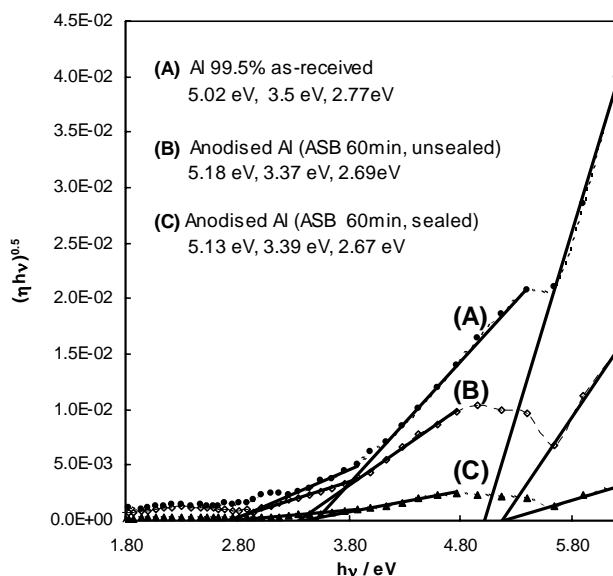 4.5E-02
4.0E-02
3.5E-02
3.0E-02
2.5E-02
2.0E-02
1.5E-02
1.0E-02
5.0E-03
0.0E+00
(ηhν)^0.5
(A) Al 99.5% as-received
5.02 eV, 3.5 eV, 2.77eV
(B) Anodised Al (ASB 60min, unsealed)
5.18 eV, 3.37 eV, 2.69eV
(C) Anodised Al (ASB 60min, sealed)
5.13 eV, 3.39 eV, 2.67 eV
(A)
(B)
(C)
1.80 2.80 3.80 4.80 5.80
hν / eV